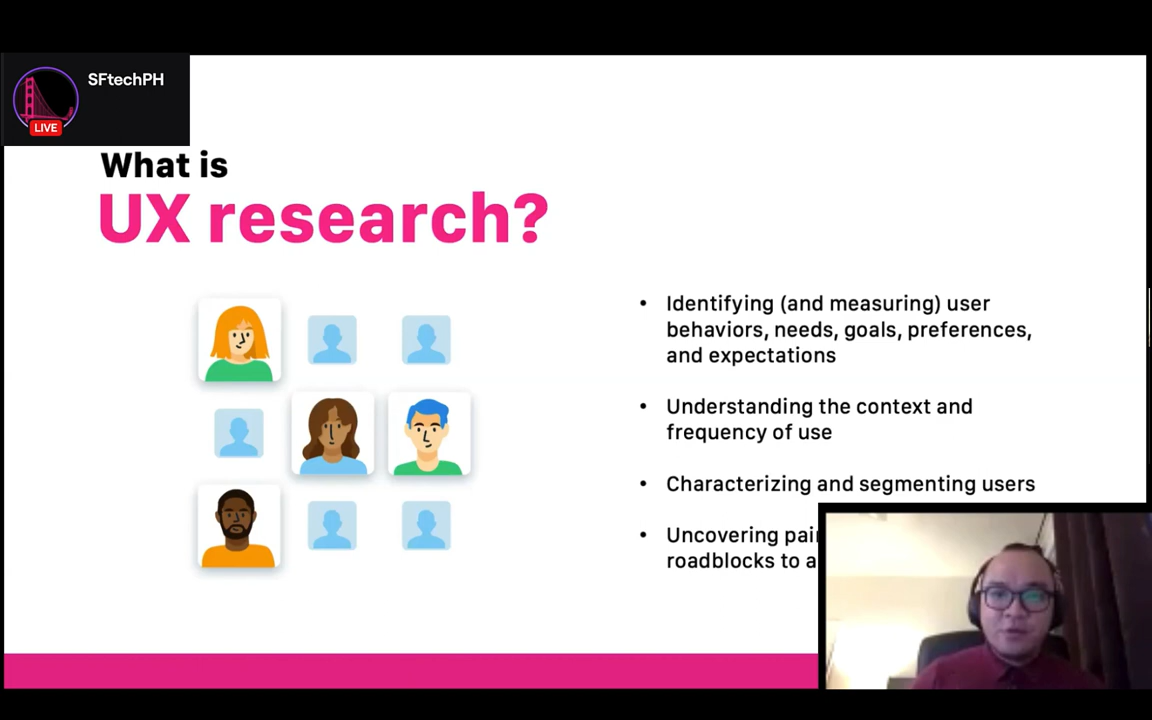 SFtechPH
LIVE
What is
UX research?
• Identifying (and measuring) user
behaviors, needs, goals, preferences,
and expectations
• Understanding the context and
frequency of use
• Characterizing and segmenting users
• Uncovering
roadblocks to